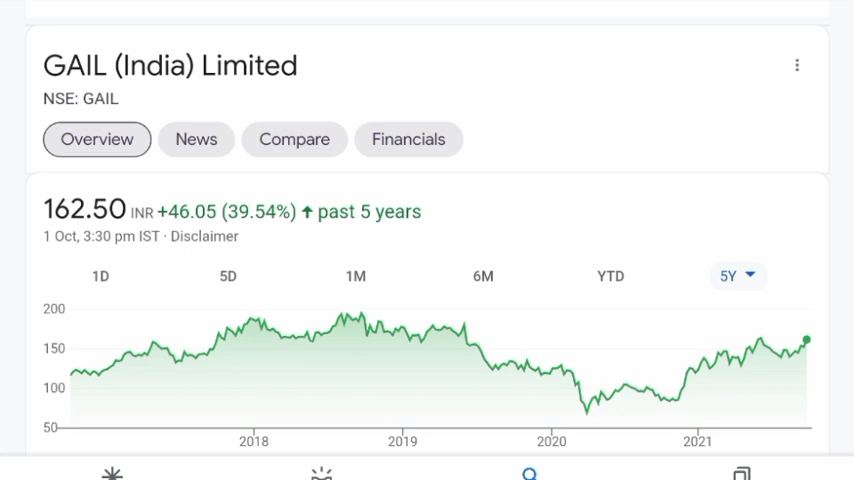 GAIL (India) Limited
NSE: GAIL
Overview News Compare Financials
162.50 INR +46.05 (39.54%) ↑ past 5 years
1 Oct, 3:30 pm IST · Disclaimer
1D 5D 1M 6M YTD 5Y
200
150
100
50
2018 2019 2020 2021